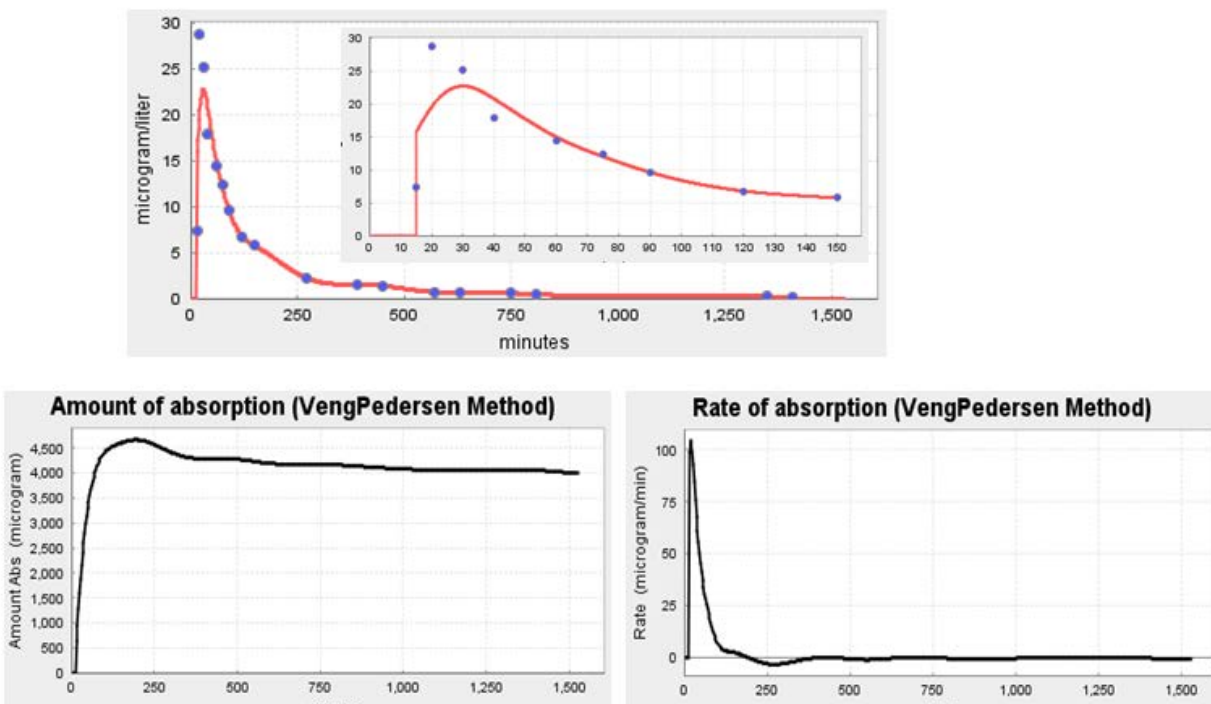 30
25
20
15
10
5
0
microgram/liter
0 250 500 750 1,000 1,250 1,500
minutes
30
25
20
15
10
5
0
0 10 20 30 40 50 60 70 80 90 100 110 120 130 140 150
Amount of absorption (VengPedersen Method)
Amount Abs (microgram)
4,500
4,000
3,500
3,000
2,500
2,000
1,500
1,000
500
0
0 250 500 750 1,000 1,250 1,500
Rate of absorption (VengPedersen Method)
Rate (microgram/min)
100
75
50
25
0
0 250 500 750 1,000 1,250 1,500